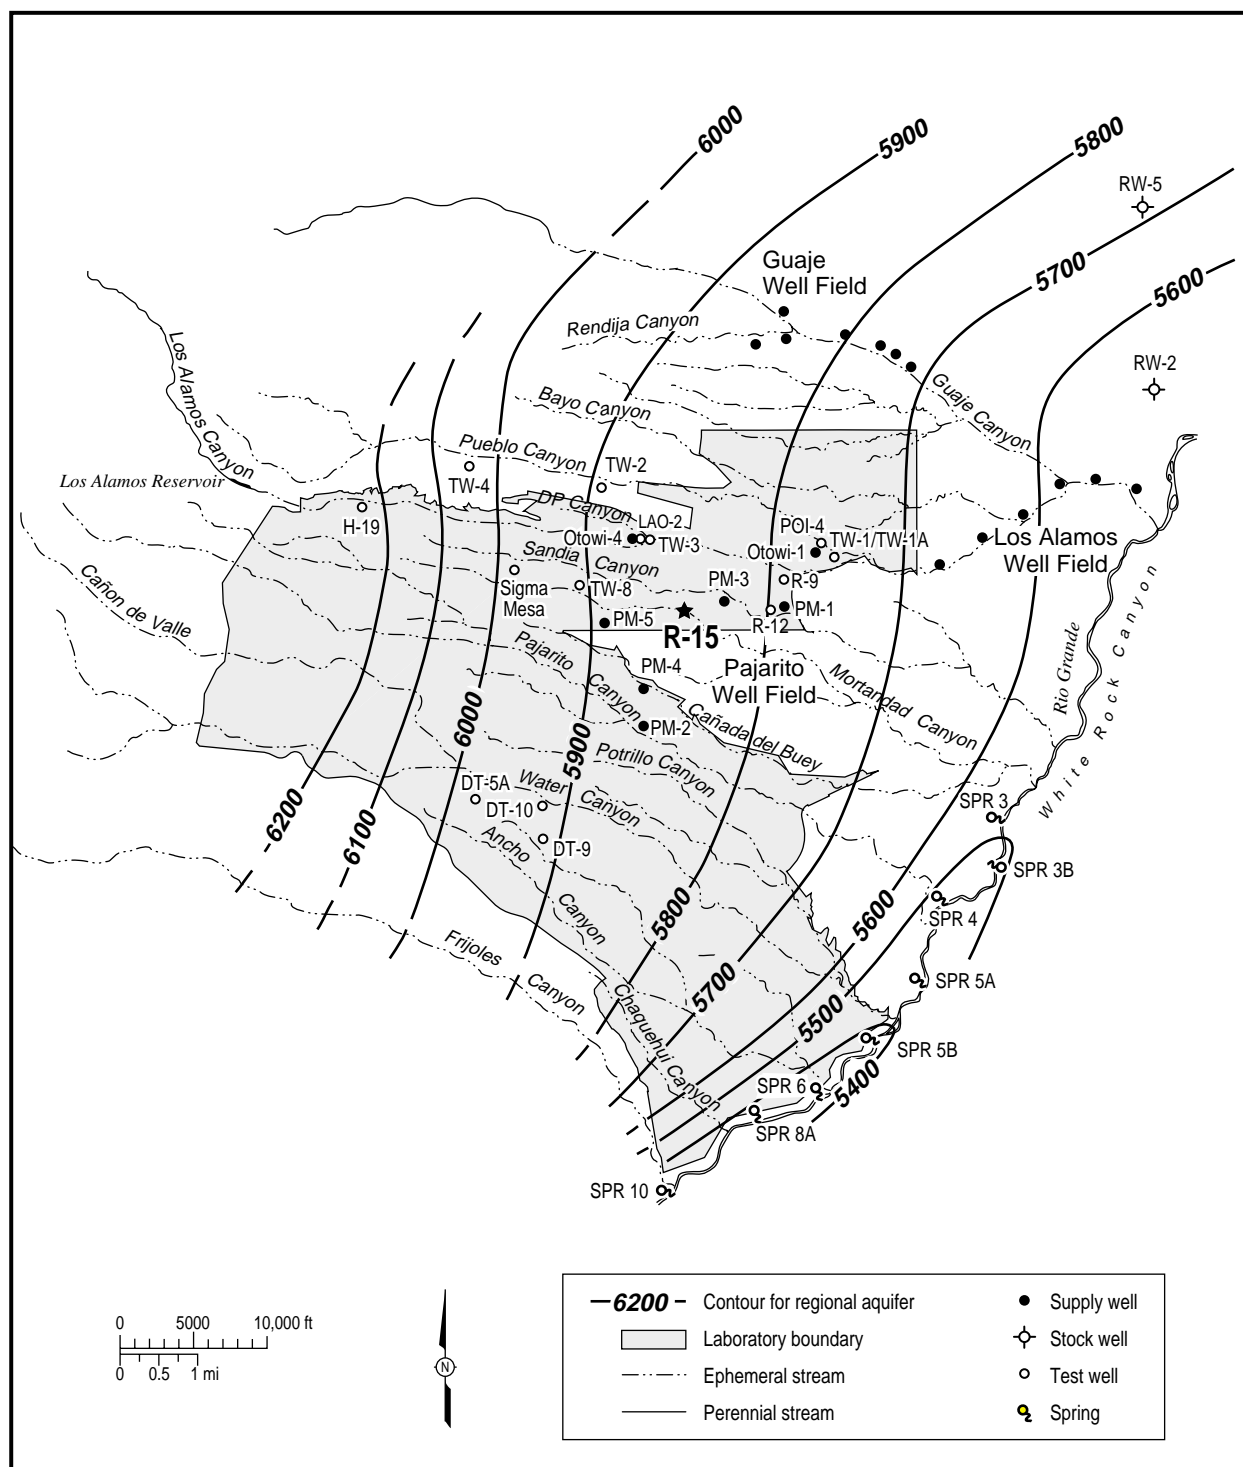 6000
5900
5800
RW-5
Guaje
Well Field
5700
5600
Rendija Canyon
Los Alamos Canyon
RW-2
Guaje Canyon
Bayo Canyon
Pueblo Canyon
TW-2
TW-4
Los Alamos Reservoir
DP Canyon
H-19
LAO-2
POI-4
Otowi-4
TW-3
TW-1/TW-1A
Otowi-1
Los Alamos
Well Field
Sandia Canyon
Cañon de Valle
Sigma
Mesa
TW-8
PM-3
R-9
PM-5
PM-1
R-12
R-15
Pajarito
Well Field
Pajarito Canyon
PM-4
Mortandad Canyon
Rio Grande
White Rock Canyon
PM-2
Cañada del Buey
6000
5900
Potrillo Canyon
Water Canyon
DT-5A
DT-10
SPR 3
6200
6100
Ancho Canyon
DT-9
SPR 3B
SPR 4
5800
5600
Frijoles Canyon
5700
SPR 5A
5500
Chaquehui Canyon
SPR 5B
SPR 6
5400
SPR 8A
SPR 10
0 5000 10,000 ft
0 0.5 1 mi
N
6200 Contour for regional aquifer
Laboratory boundary
Ephemeral stream
Perennial stream
Supply well
Stock well
Test well
Spring